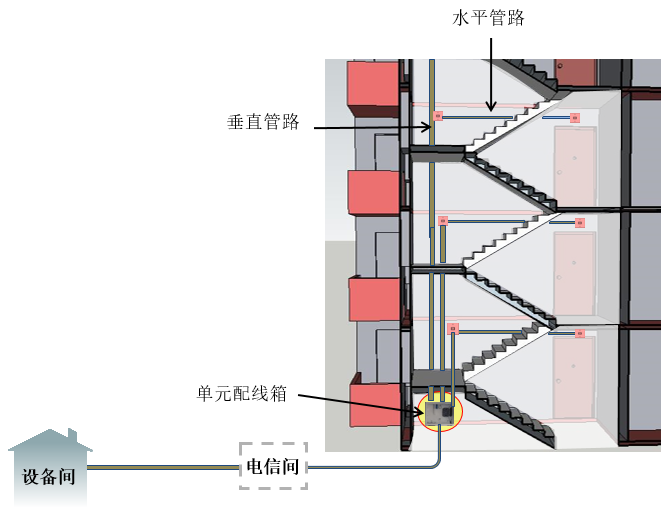 水平管路
垂直管路
单元配线箱
设备间
电信间